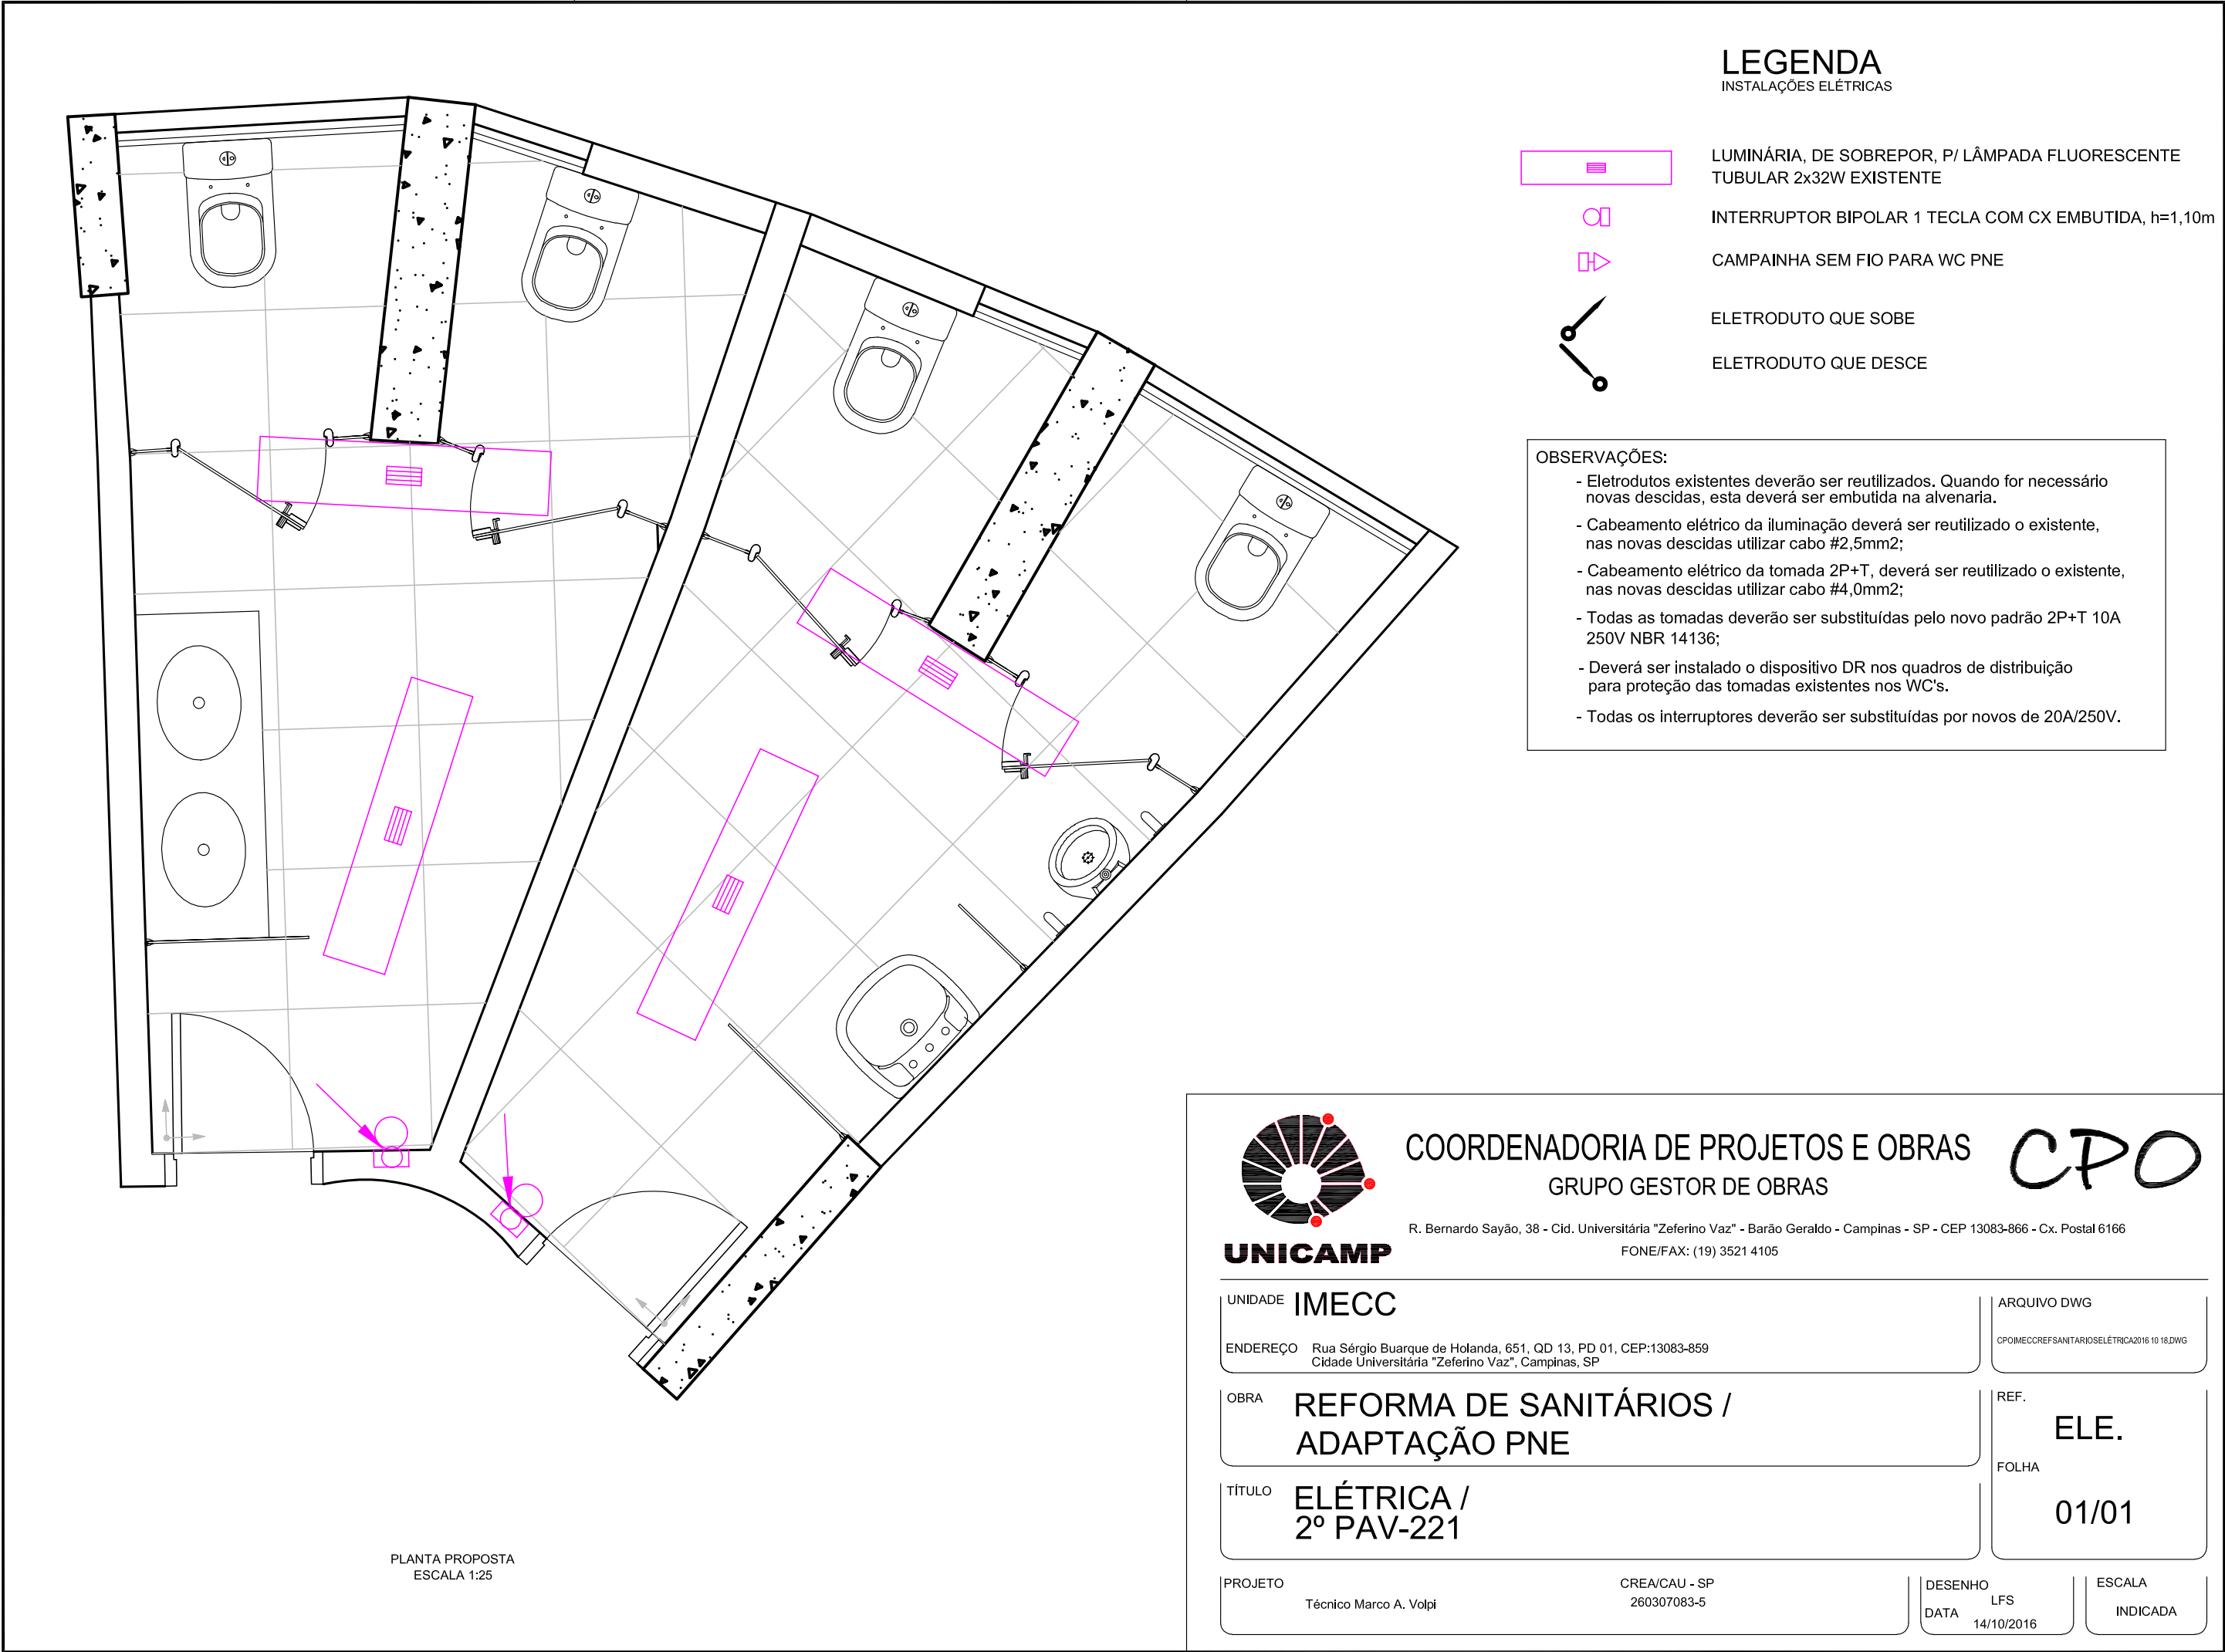 LEGENDA
INSTALAÇÕES ELÉTRICAS
LUMINÁRIA, DE SOBREPOR, P/ LÂMPADA FLUORESCENTE
TUBULAR 2x32W EXISTENTE
INTERRUPTOR BIPOLAR 1 TECLA COM CX EMBUTIDA, h=1,10m
CAMPAINHA SEM FIO PARA WC PNE
ELETRODUTO QUE SOBE
ELETRODUTO QUE DESCE
OBSERVAÇÕES:
- Eletrodutos existentes deverão ser reutilizados. Quando for necessário
novas descidas, esta deverá ser embutida na alvenaria.
- Cabeamento elétrico da iluminação deverá ser reutilizado o existente,
nas novas descidas utilizar cabo #2,5mm2;
- Cabeamento elétrico da tomada 2P+T, deverá ser reutilizado o existente,
nas novas descidas utilizar cabo #4,0mm2;
- Todas as tomadas deverão ser substituídas pelo novo padrão 2P+T 10A
250V NBR 14136;
- Deverá ser instalado o dispositivo DR nos quadros de distribuição
para proteção das tomadas existentes nos WC's.
- Todas os interruptores deverão ser substituídas por novos de 20A/250V.
PLANTA PROPOSTA
ESCALA 1:25
UNICAMP
COORDENADORIA DE PROJETOS E OBRAS
GRUPO GESTOR DE OBRAS
CPO
R. Bernardo Sayão, 38 - Cid. Universitária "Zeferino Vaz" - Barão Geraldo - Campinas - SP - CEP 13083-866 - Cx. Postal 6166
FONE/FAX: (19) 3521 4105
UNIDADE IMECC
ENDEREÇO Rua Sérgio Buarque de Holanda, 651, QD 13, PD 01, CEP:13083-859
Cidade Universitária "Zeferino Vaz", Campinas, SP
ARQUIVO DWG
CPOIMECCREFSANITARIOSELÉTRICA2016 10 18.DWG
OBRA REFORMA DE SANITÁRIOS /
ADAPTAÇÃO PNE
REF.
ELE.
FOLHA
01/01
TÍTULO ELÉTRICA /
2º PAV-221
PROJETO
Técnico Marco A. Volpi
CREA/CAU - SP
260307083-5
DESENHO
LFS
DATA 14/10/2016
ESCALA
INDICADA